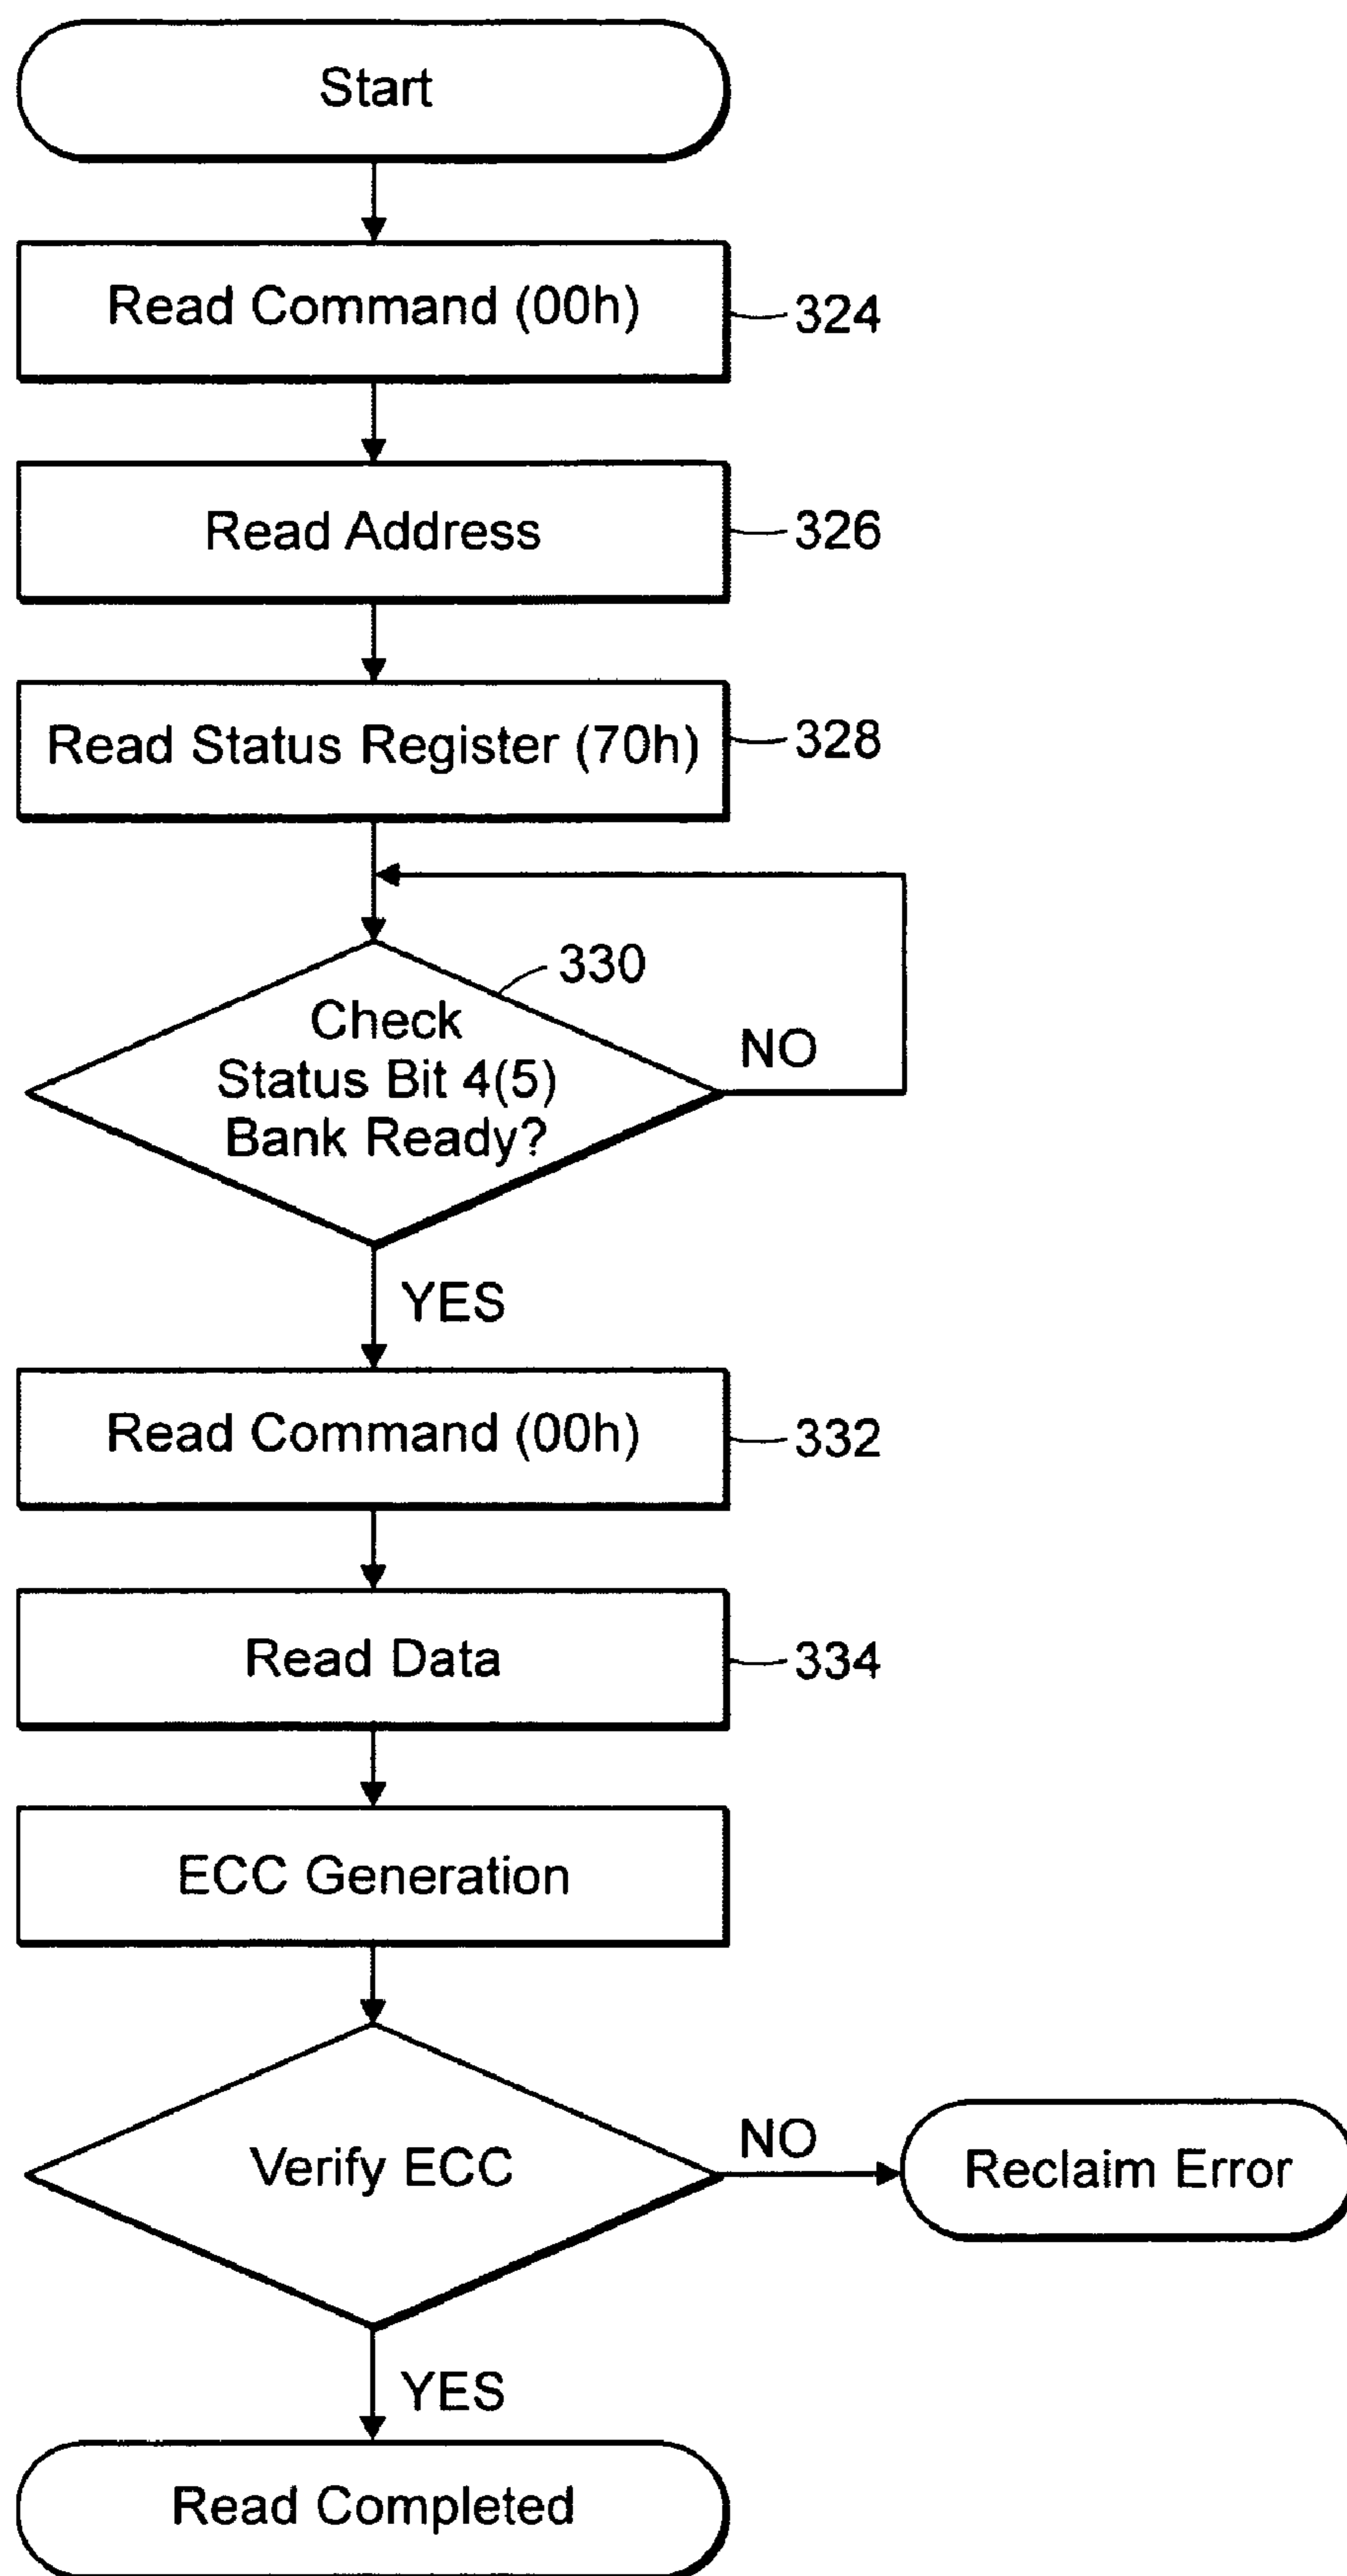 Start
Read Command (00h)
324
Read Address
326
Read Status Register (70h)
328
330
Check
Status Bit 4(5)
Bank Ready?
NO
YES
Read Command (00h)
332
Read Data
334
ECC Generation
Verify ECC
NO
Reclaim Error
YES
Read Completed